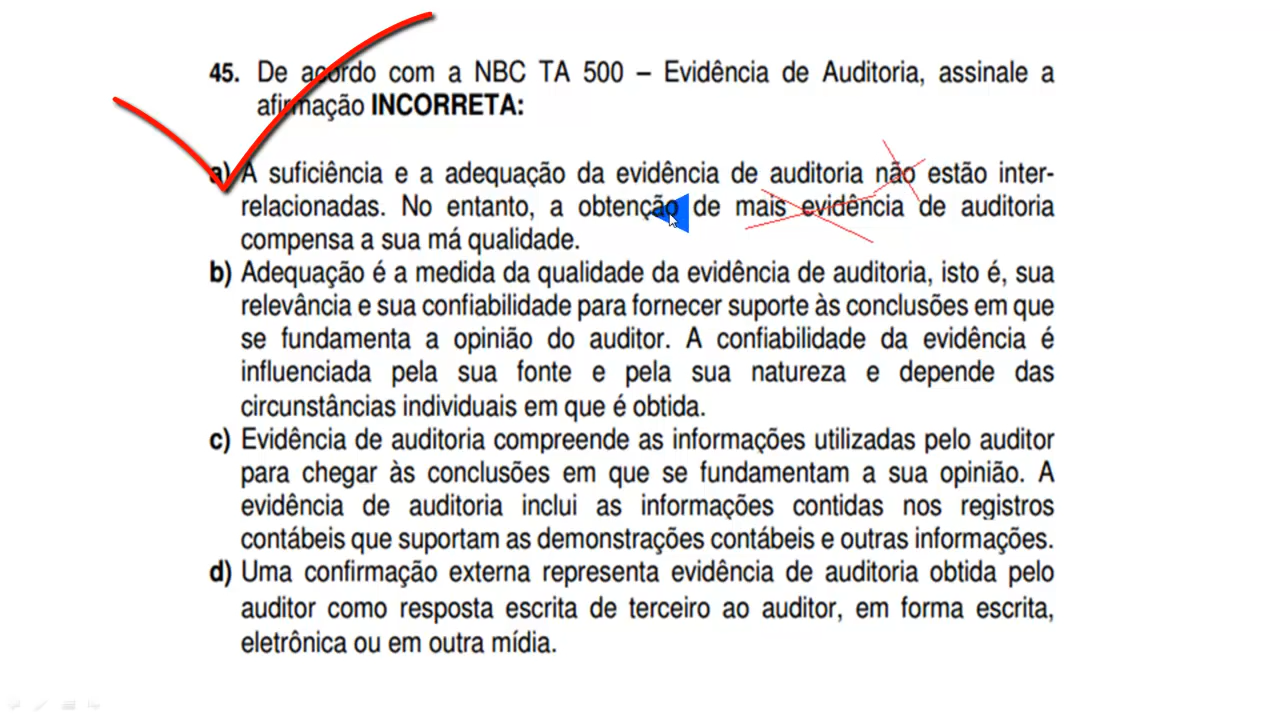 45. De acordo com a NBC TA 500 – Evidência de Auditoria, assinale a
afirmação INCORRETA:
a) A suficiência e a adequação da evidência de auditoria não estão inter-
relacionadas. No entanto, a obtenção de mais evidência de auditoria
compensa a sua má qualidade.
b) Adequação é a medida da qualidade da evidência de auditoria, isto é, sua
relevância e sua confiabilidade para fornecer suporte às conclusões em que
se fundamenta a opinião do auditor. A confiabilidade da evidência é
influenciada pela sua fonte e pela sua natureza e depende das
circunstâncias individuais em que é obtida.
c) Evidência de auditoria compreende as informações utilizadas pelo auditor
para chegar às conclusões em que se fundamentam a sua opinião. A
evidência de auditoria inclui as informações contidas nos registros
contábeis que suportam as demonstrações contábeis e outras informações.
d) Uma confirmação externa representa evidência de auditoria obtida pelo
auditor como resposta escrita de terceiro ao auditor, em forma escrita,
eletrônica ou em outra mídia.